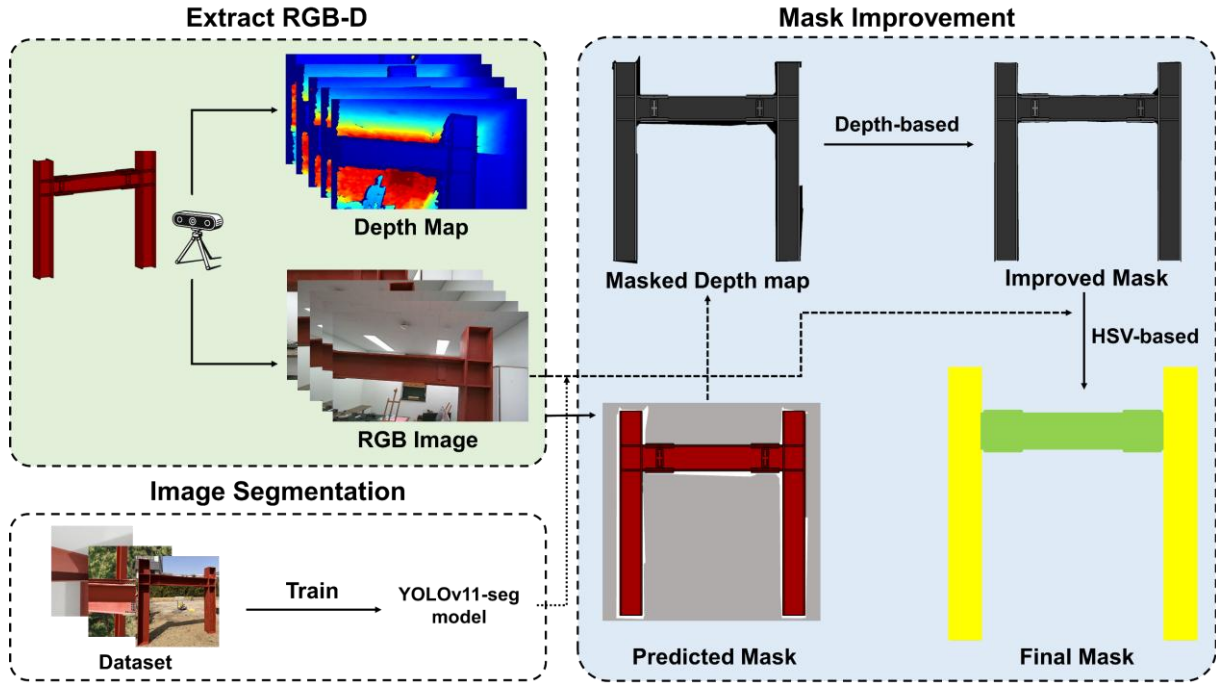 Extract RGB-D
Depth Map
RGB Image
Image Segmentation
Train
YOLOv11-seg
model
Dataset
Mask Improvement
Depth-based
Masked Depth map
Improved Mask
HSV-based
Predicted Mask
Final Mask